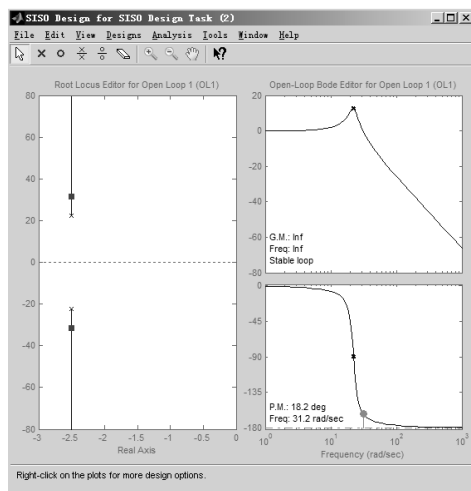 SISO Design for SISO Design Task (2)
File Edit View Designs Analysis Tools Window Help
Root Locus Editor for Open Loop 1 (OL1)
80
60
40
20
0
-20
-40
-60
-80
-3 -2.5 -2 -1.5 -1 -0.5 0
Real Axis
Open-Loop Bode Editor for Open Loop 1 (OL1)
20
0
-20
-40
-60
-80
G.M.: Inf
Freq: Inf
Stable loop
0
-45
-90
-135
-180
P.M.: 18.2 deg
Freq: 31.2 rad/sec
10^0 10^1 10^2 10^3
Frequency (rad/sec)
Right-click on the plots for more design options.